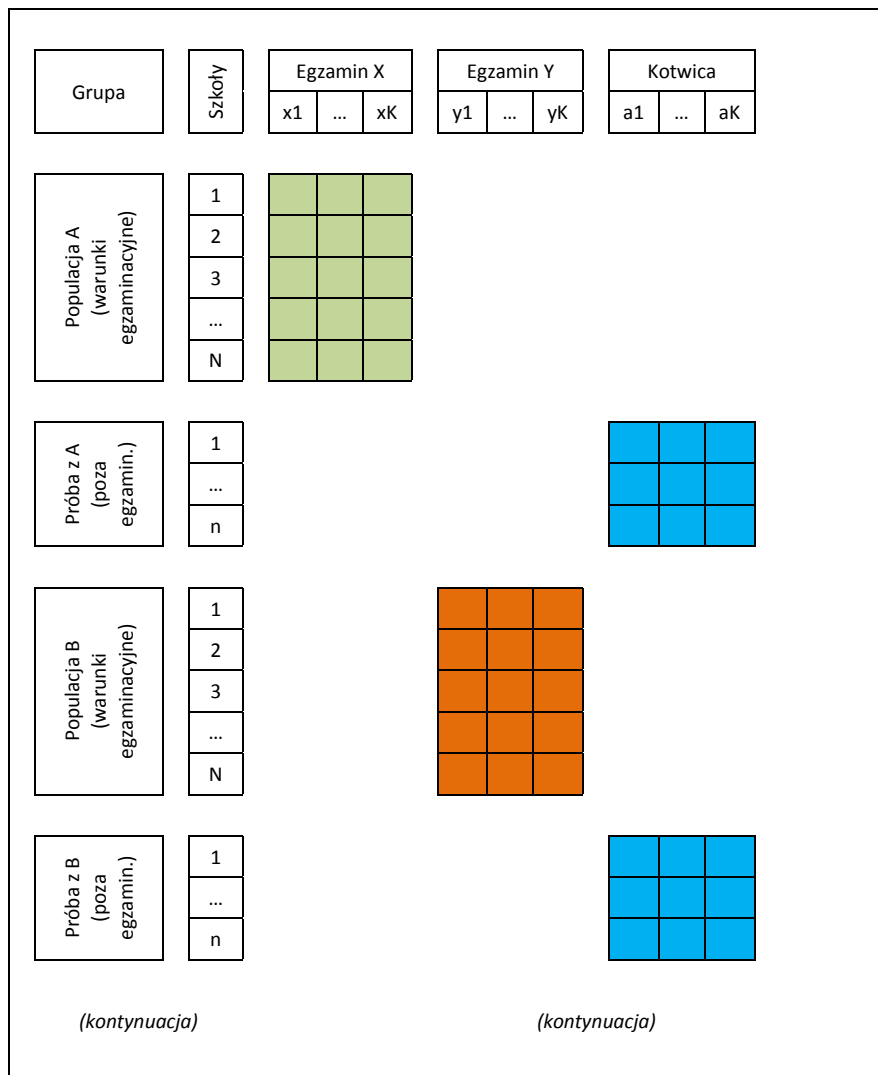 Grupa
Szkoły
Egzamin X
Egzamin Y
Kotwica
x1 ... xK
y1 ... yK
a1 ... aK
Populacja A
(warunki
egzaminacyjne)
1
2
3
...
N
Próba z A
(poza
egzamin.)
1
...
n
Populacja B
(warunki
egzaminacyjne)
1
2
3
...
N
Próba z B
(poza
egzamin.)
1
...
n
(kontynuacja)
(kontynuacja)